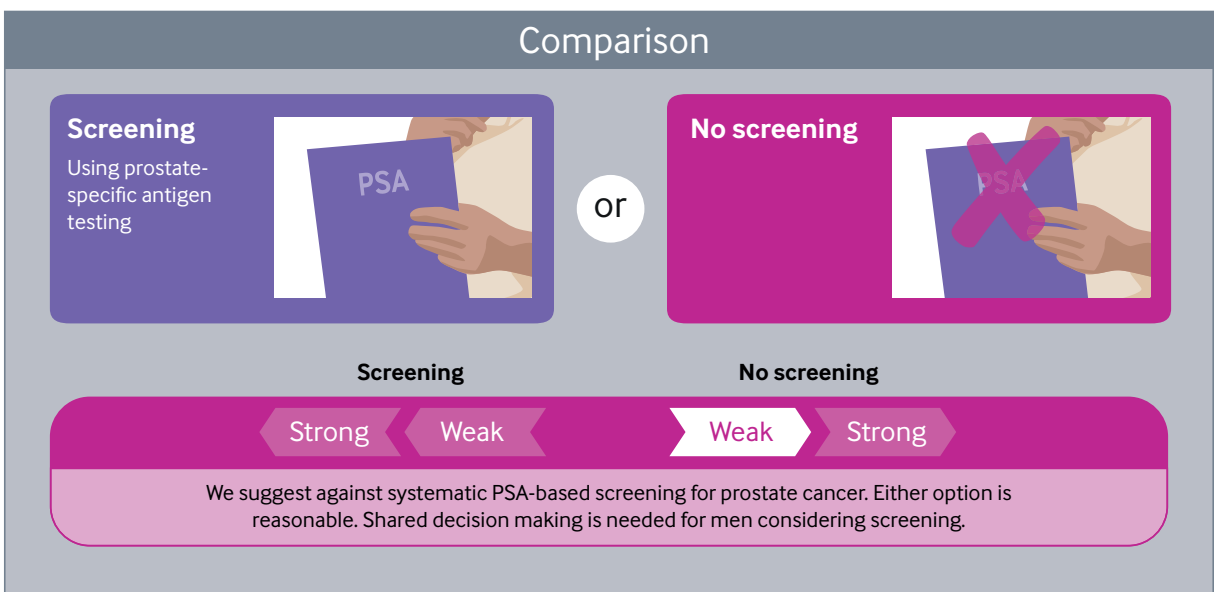 Comparison
Screening
Using prostate-
specific antigen
testing
PSA
or
No screening
PSA
Screening
No screening
Strong
Weak
Weak
Strong
We suggest against systematic PSA-based screening for prostate cancer. Either option is
reasonable. Shared decision making is needed for men considering screening.